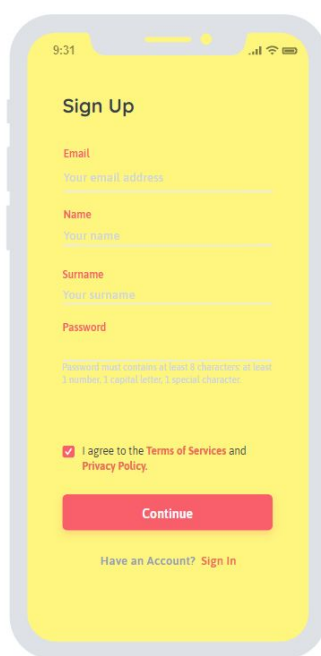 9:31
Sign Up
Email
Your email address
Name
Your name
Surname
Your surname
Password
Password must contains at least 8 characters: at least
1 number, 1 capital letter, 1 special character.
I agree to the Terms of Services and
Privacy Policy.
Continue
Have an Account? Sign In